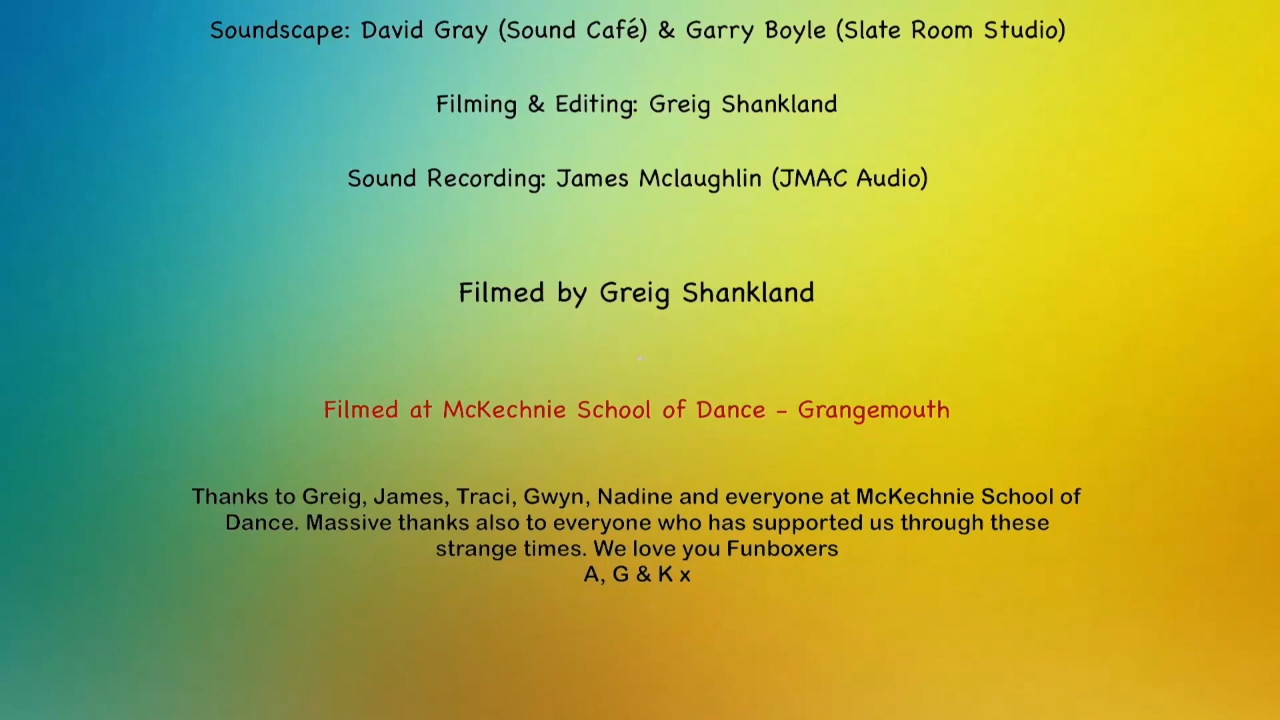 Soundscape: David Gray (Sound Café) & Garry Boyle (Slate Room Studio)
Filming & Editing: Greig Shankland
Sound Recording: James Mclaughlin (JMAC Audio)
Filmed by Greig Shankland
Filmed at McKechnie School of Dance - Grangemouth
Thanks to Greig, James, Traci, Gwyn, Nadine and everyone at McKechnie School of
Dance. Massive thanks also to everyone who has supported us through these
strange times. We love you Funboxers
A, G & K x